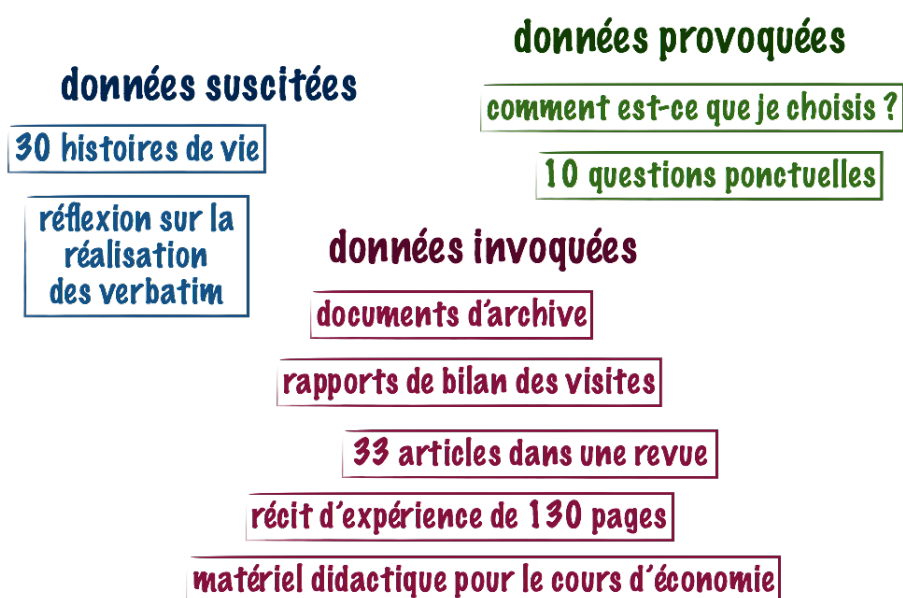 données suscitées
30 histoires de vie
réflexion sur la
réalisation
des verbatim
données provoquées
comment est-ce que je choisis ?
10 questions ponctuelles
données invoquées
documents d'archive
rapports de bilan des visites
33 articles dans une revue
récit d'expérience de 130 pages
matériel didactique pour le cours d'économie